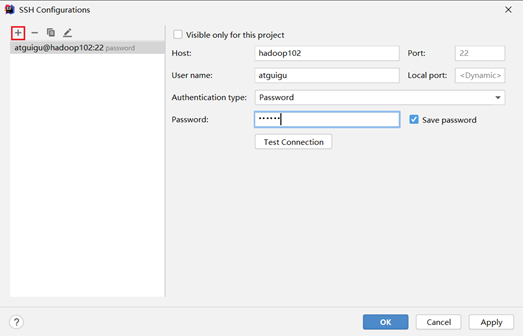 SSH Configurations
atguigu@hadoop102:22 password
Visible only for this project
Host: hadoop102 Port: 22
User name: atguigu Local port: <Dynamic>
Authentication type: Password
Password: •••••• Save password
Test Connection
? OK Cancel Apply